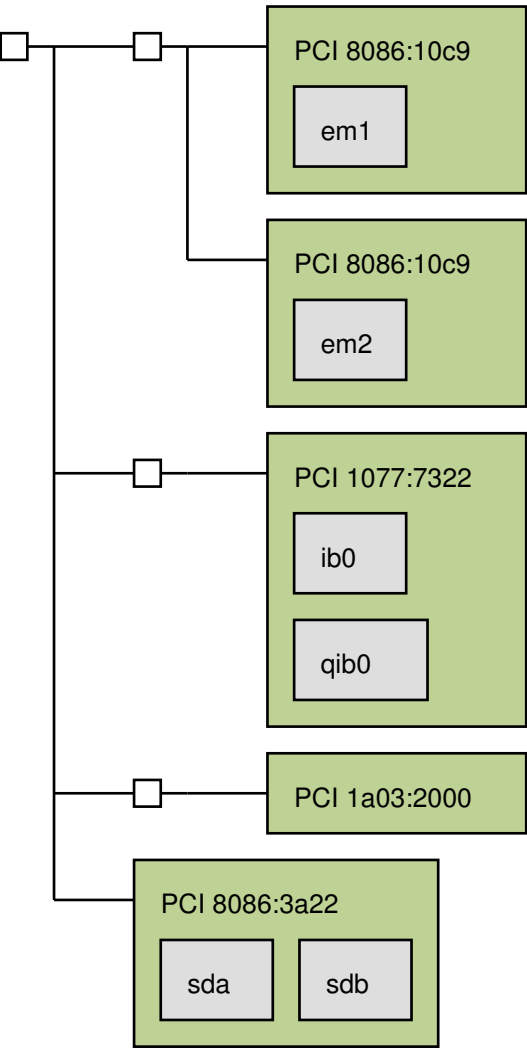 PCI 8086:10c9
em1
PCI 8086:10c9
em2
PCI 1077:7322
ib0
qib0
PCI 1a03:2000
PCI 8086:3a22
sda sdb